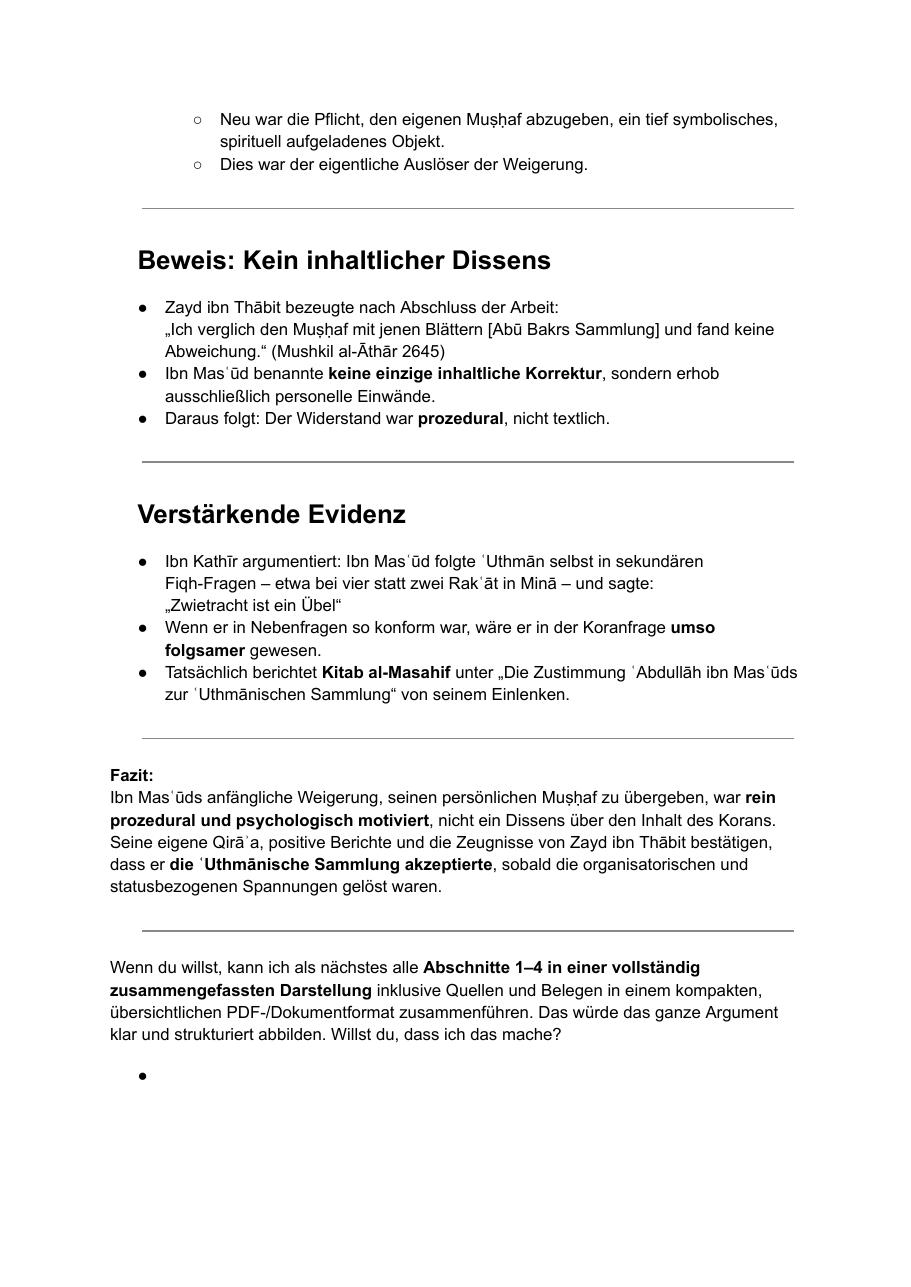 ○ Neu war die Pflicht, den eigenen Muṣḥaf abzugeben, ein tief symbolisches,
spirituell aufgeladenes Objekt.
○ Dies war der eigentliche Auslöser der Weigerung.
Beweis: Kein inhaltlicher Dissens
● Zayd ibn Thābit bezeugte nach Abschluss der Arbeit:
„Ich verglich den Muṣḥaf mit jenen Blättern [Abū Bakrs Sammlung] und fand keine
Abweichung.“ (Mushkil al-Āthār 2645)
● Ibn Masʿūd benannte keine einzige inhaltliche Korrektur, sondern erhob
ausschließlich personelle Einwände.
● Daraus folgt: Der Widerstand war prozedural, nicht textlich.
Verstärkende Evidenz
● Ibn Kathīr argumentiert: Ibn Masʿūd folgte ʿUthmān selbst in sekundären
Fiqh-Fragen – etwa bei vier statt zwei Rakʿāt in Minā – und sagte:
„Zwietracht ist ein Übel“
● Wenn er in Nebenfragen so konform war, wäre er in der Koranfrage umso
folgsamer gewesen.
● Tatsächlich berichtet Kitab al-Masahif unter „Die Zustimmung ʿAbdullāh ibn Masʿūds
zur ʿUthmānischen Sammlung“ von seinem Einlenken.
Fazit:
Ibn Masʿūds anfängliche Weigerung, seinen persönlichen Muṣḥaf zu übergeben, war rein
prozedural und psychologisch motiviert, nicht ein Dissens über den Inhalt des Korans.
Seine eigene Qirāʾa, positive Berichte und die Zeugnisse von Zayd ibn Thābit bestätigen,
dass er die ʿUthmānische Sammlung akzeptierte, sobald die organisatorischen und
statusbezogenen Spannungen gelöst waren.
Wenn du willst, kann ich als nächstes alle Abschnitte 1–4 in einer vollständig
zusammengefassten Darstellung inklusive Quellen und Belegen in einem kompakten,
übersichtlichen PDF-/Dokumentformat zusammenführen. Das würde das ganze Argument
klar und strukturiert abbilden. Willst du, dass ich das mache?
●